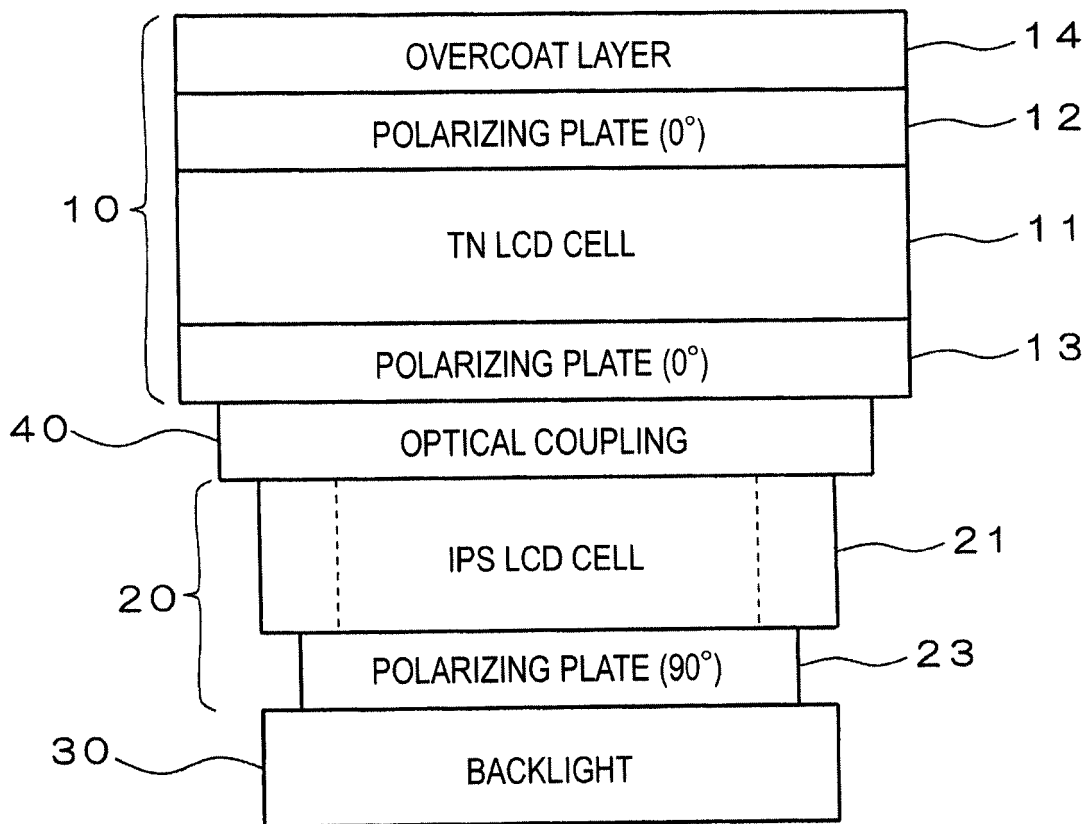 OVERCOAT LAYER 14
POLARIZING PLATE (0°) 12
10
TN LCD CELL 11
POLARIZING PLATE (0°) 13
40 OPTICAL COUPLING
IPS LCD CELL 21
20
POLARIZING PLATE (90°) 23
30 BACKLIGHT